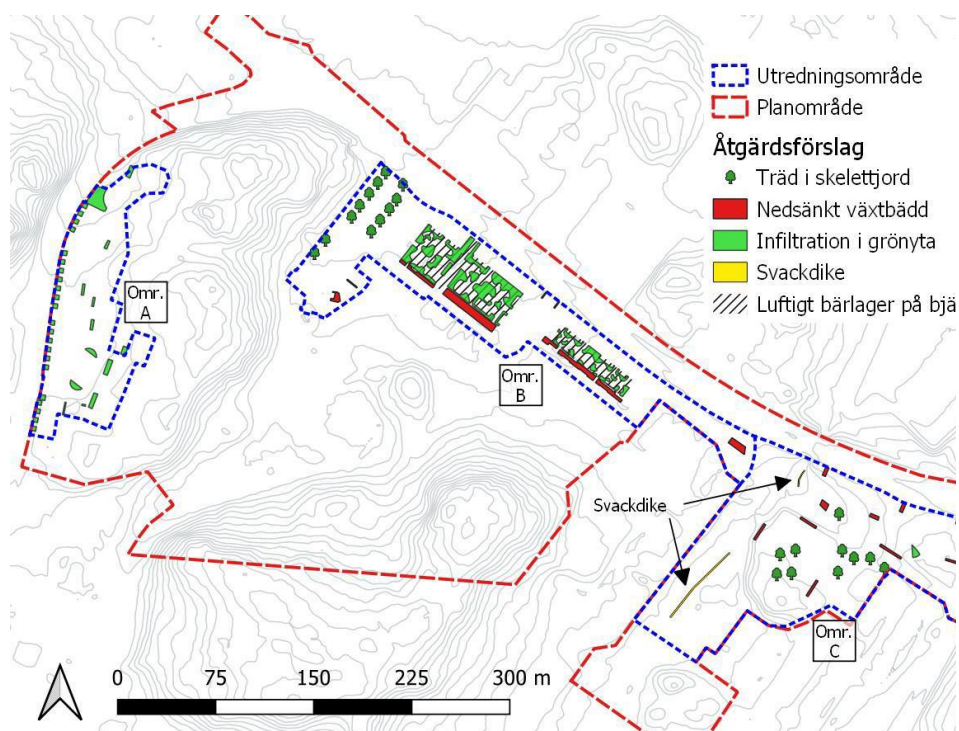 Utredningsområde
Planområde
Åtgärdsförslag
Träd i skelettjord
Nedsänkt växtbädd
Infiltration i grönyta
Svackdike
Luftigt bärlager på bjä
Omr.
A
Omr.
B
Svackdike
Omr.
C
0 75 150 225 300 m